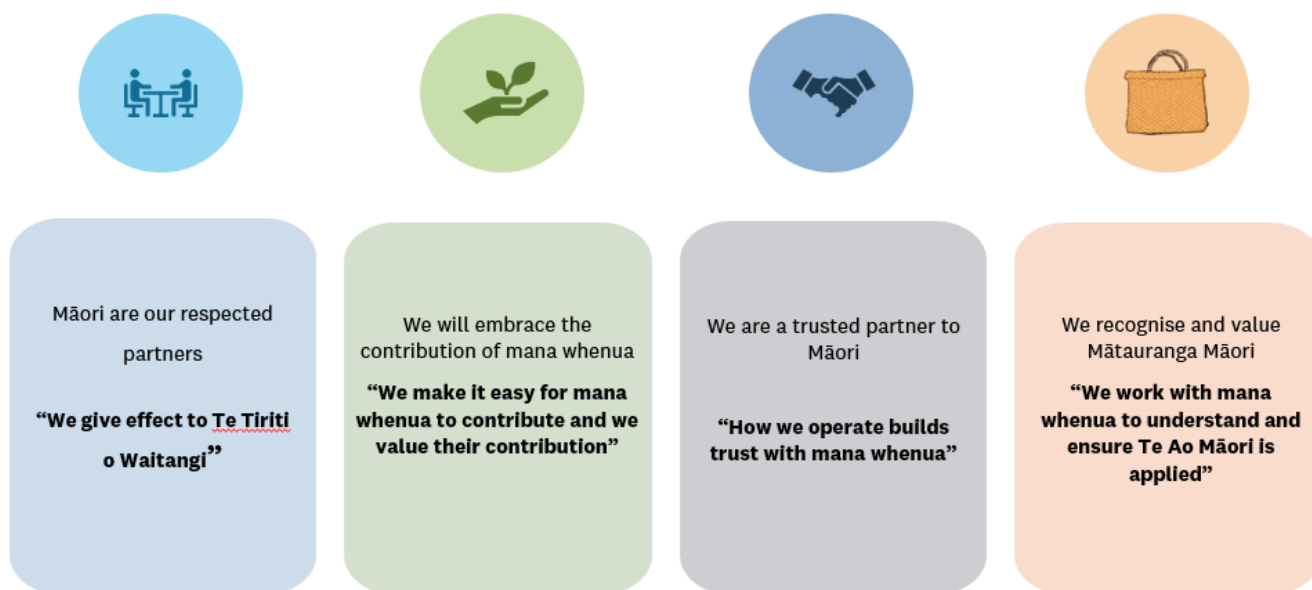 Māori are our respected
partners
“We give effect to Te Tiriti
o Waitangi”
We will embrace the
contribution of mana whenua
“We make it easy for mana
whenua to contribute and we
value their contribution”
We are a trusted partner to
Māori
“How we operate builds
trust with mana whenua”
We recognise and value
Mātauranga Māori
“We work with mana
whenua to understand and
ensure Te Ao Māori is
applied”